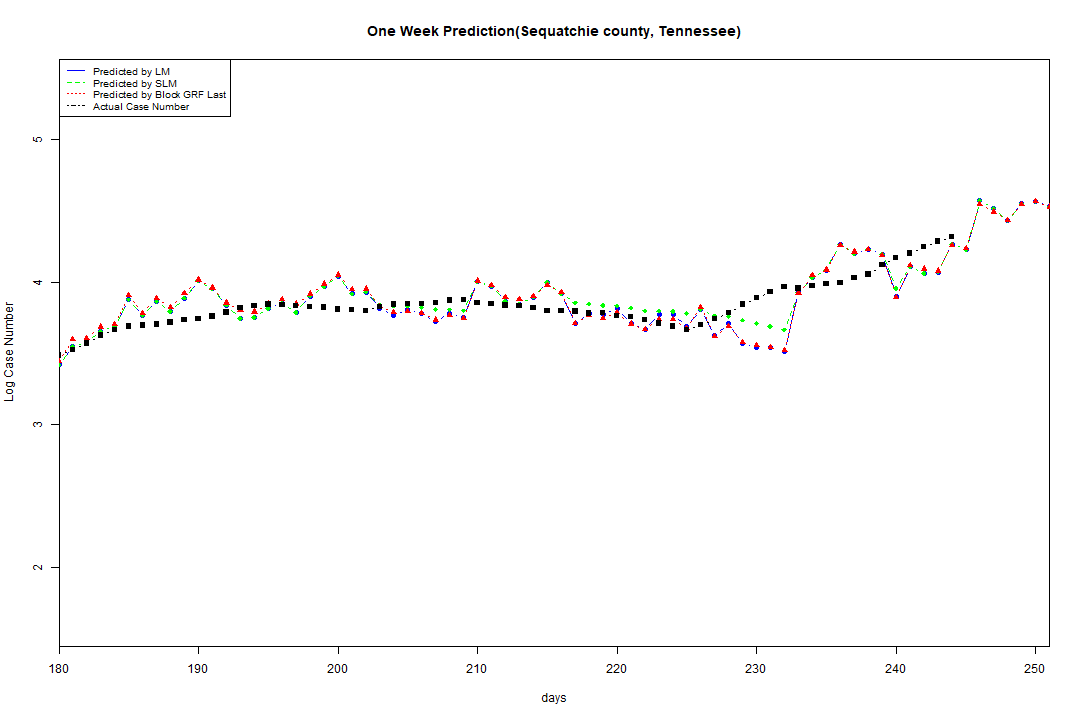 One Week Prediction(Sequatchie county, Tennessee)
Predicted by LM
Predicted by SLM
Predicted by Block GRF Last
Actual Case Number
5
4
3
2
Log Case Number
180 190 200 210 220 230 240 250
days